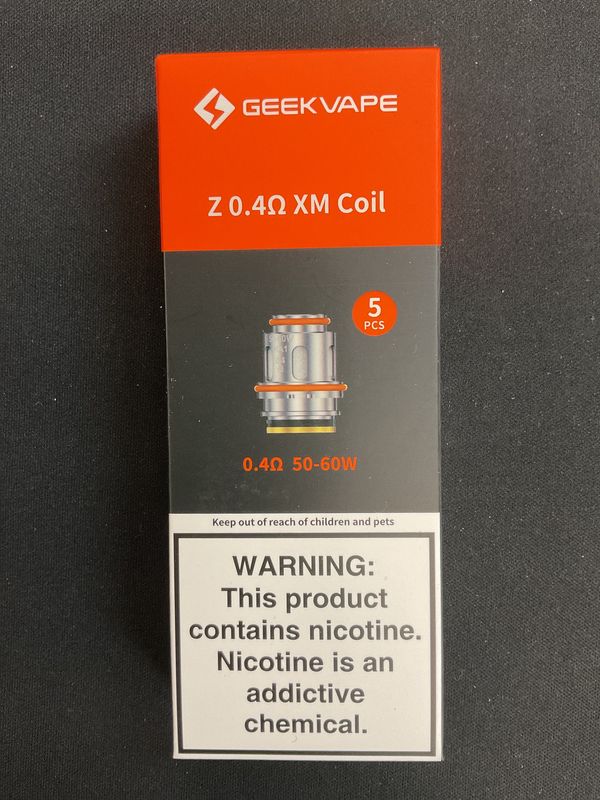 GEEKVAPE
Z 0.4Ω XM Coil
5
PCS
0.4Ω 50-60W
Keep out of reach of children and pets
WARNING:
This product
contains nicotine.
Nicotine is an
addictive
chemical.